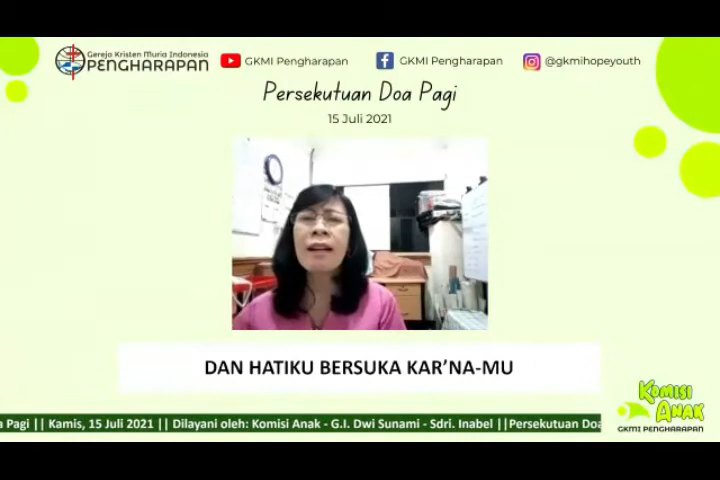 Gereja Kristen Muria Indonesia
PENGHARAPAN
GKMI Pengharapan
GKMI Pengharapan
@gkmihopeyouth
Persekutuan Doa Pagi
15 Juli 2021
DAN HATIKU BERSUKA KAR'NA-MU
KOMISI
ANAK
GKMI PENGHARAPAN
a Pagi || Kamis, 15 Juli 2021 || Dilayani oleh: Komisi Anak - G.I. Dwi Sunami - Sdri. Inabel ||Persekutuan Doa